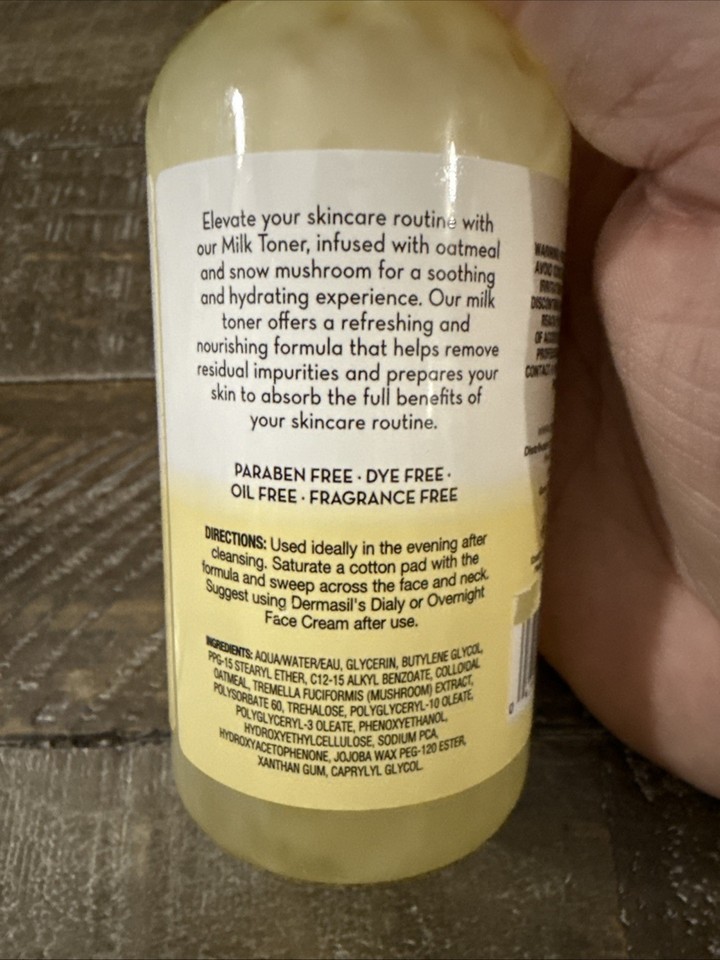 Elevate your skincare routine with
our Milk Toner, infused with oatmeal
and snow mushroom for a soothing
and hydrating experience. Our milk
toner offers a refreshing and
nourishing formula that helps remove
residual impurities and prepares your
skin to absorb the full benefits of
your skincare routine.
PARABEN FREE · DYE FREE ·
OIL FREE · FRAGRANCE FREE
DIRECTIONS: Used ideally in the evening after
cleansing. Saturate a cotton pad with the
formula and sweep across the face and neck.
Suggest using Dermasil's Dialy or Overnight
Face Cream after use.
INGREDIENTS: AQUA/WATER/EAU, GLYCERIN, BUTYLENE GLYCOL,
PPG-15 STEARYL ETHER, C12-15 ALKYL BENZOATE, COLLOIDAL
OATMEAL, TREMELLA FUCIFORMIS (MUSHROOM) EXTRACT,
POLYSORBATE 60, TREHALOSE, POLYGLYCERYL-10 OLEATE,
POLYGLYCERYL-3 OLEATE, PHENOXYETHANOL,
HYDROXYETHYLCELLULOSE, SODIUM PCA,
HYDROXYACETOPHENONE, JOJOBA WAX PEG-120 ESTER,
XANTHAN GUM, CAPRYLYL GLYCOL.
AVOID
OF
CONTACT
0